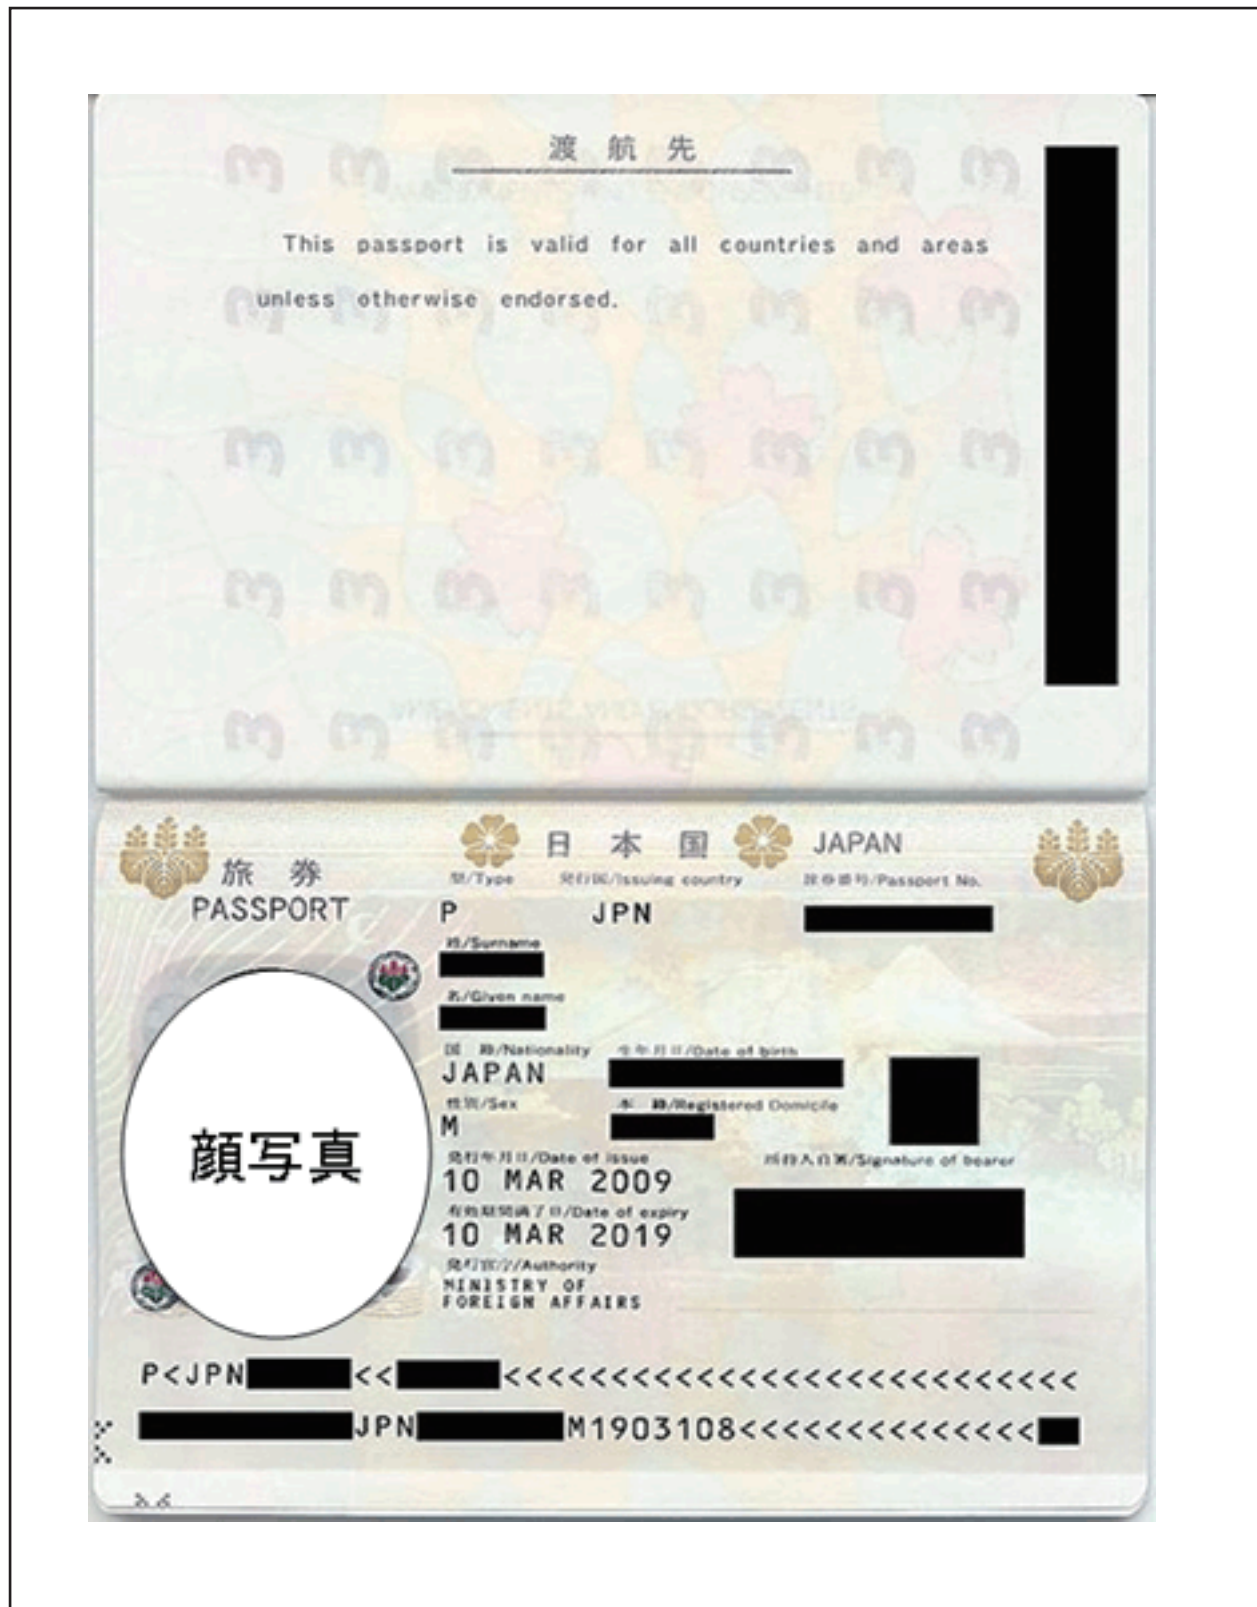 渡航先
This passport is valid for all countries and areas
unless otherwise endorsed.
旅券
PASSPORT
日本国 JAPAN
型/Type 発行国/Issuing country 旅券番号/Passport No.
P JPN
姓/Surname
名/Given name
国 籍/Nationality 生年月日/Date of birth
JAPAN
性別/Sex 本 籍/Registered Domicile
M
発行年月日/Date of issue 所持人自署/Signature of bearer
10 MAR 2009
有効期間満了日/Date of expiry
10 MAR 2019
発行官庁/Authority
MINISTRY OF
FOREIGN AFFAIRS
顔写真
P<JPN <<  <<<<<<<<<<<<<<<<<<<<<<<<<<<
JPN M1903108<<<<<<<<<<<<<<